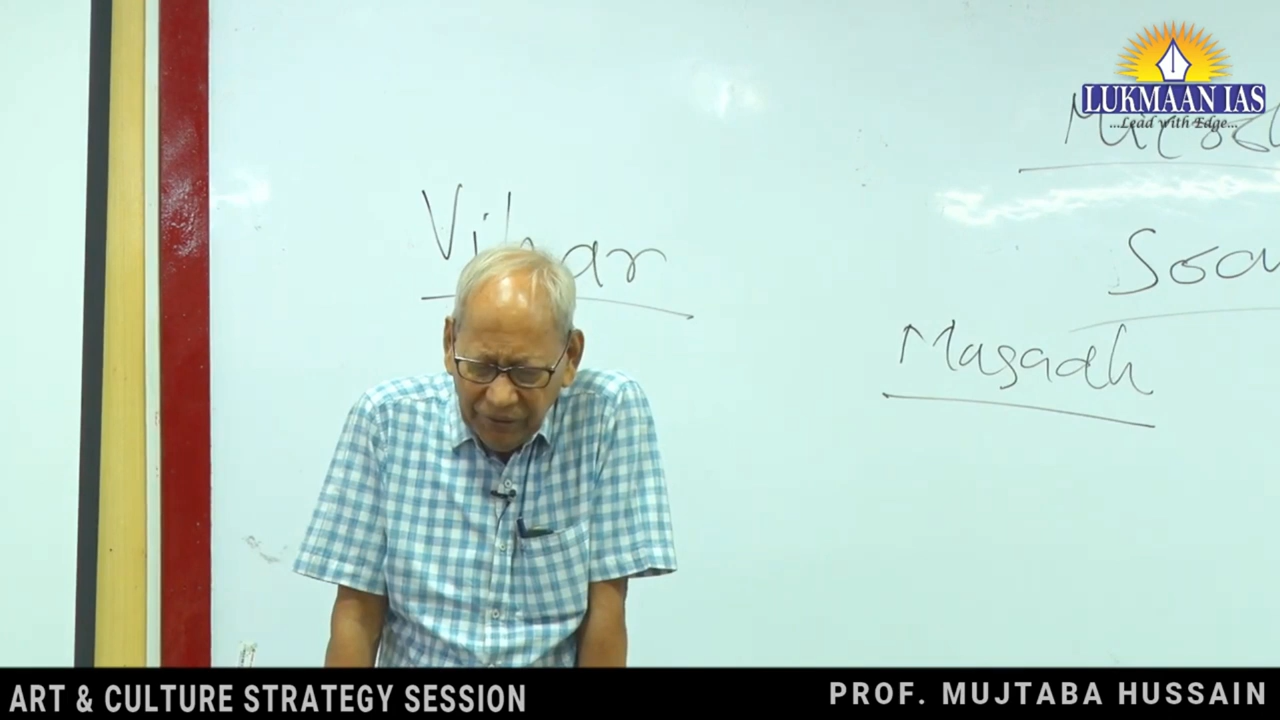 LUKMAAN IAS
...Lead with Edge...
Vihar
Magadh
ART & CULTURE STRATEGY SESSION
PROF. MUJTABA HUSSAIN